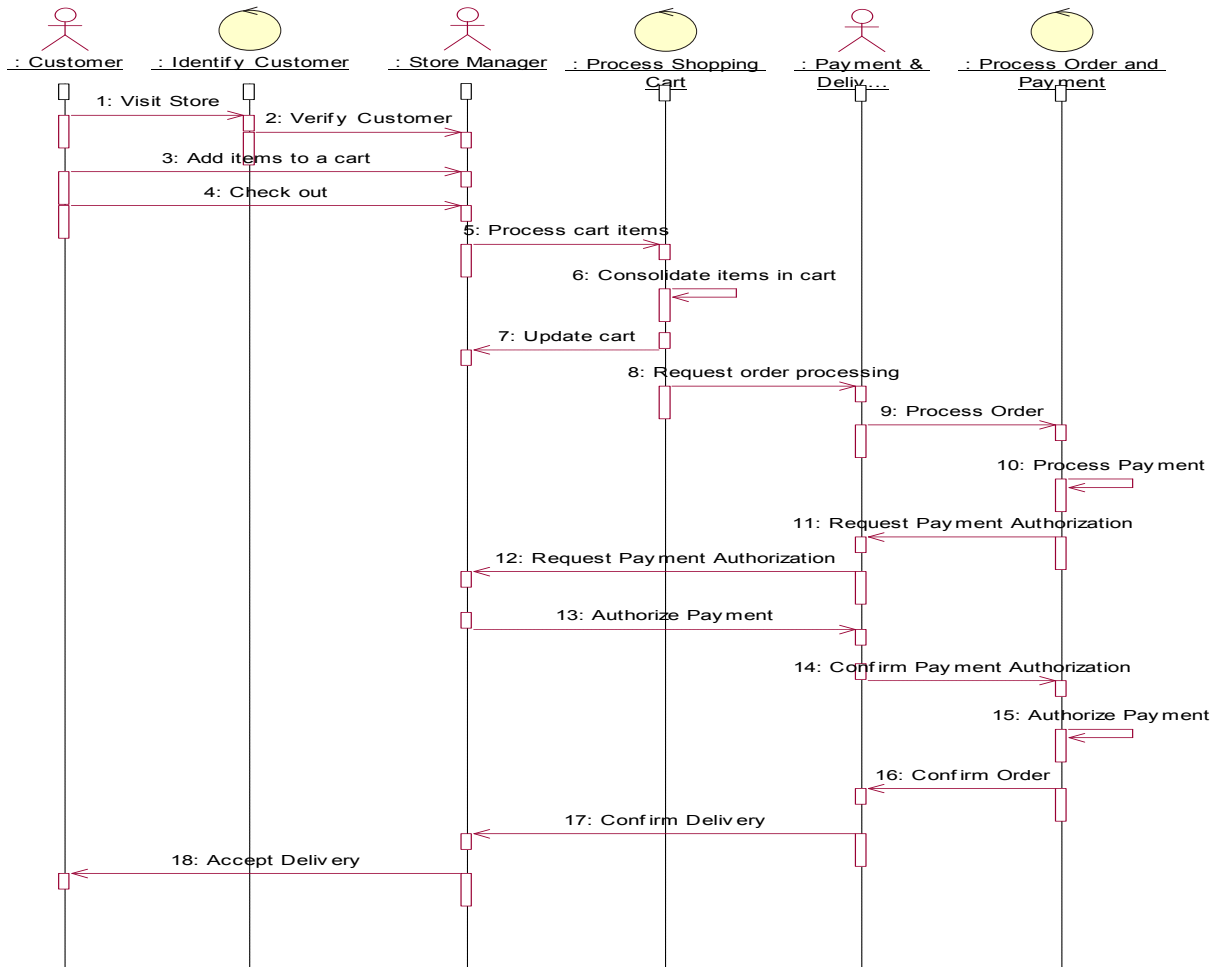 : Customer
: Identify Customer
: Store Manager
: Process Shopping
Cart
: Payment &
Deliv...
: Process Order and
Payment
1: Visit Store
2: Verify Customer
3: Add items to a cart
4: Check out
5: Process cart items
6: Consolidate items in cart
7: Update cart
8: Request order processing
9: Process Order
10: Process Payment
11: Request Payment Authorization
12: Request Payment Authorization
13: Authorize Payment
14: Confirm Payment Authorization
15: Authorize Payment
16: Confirm Order
17: Confirm Delivery
18: Accept Delivery